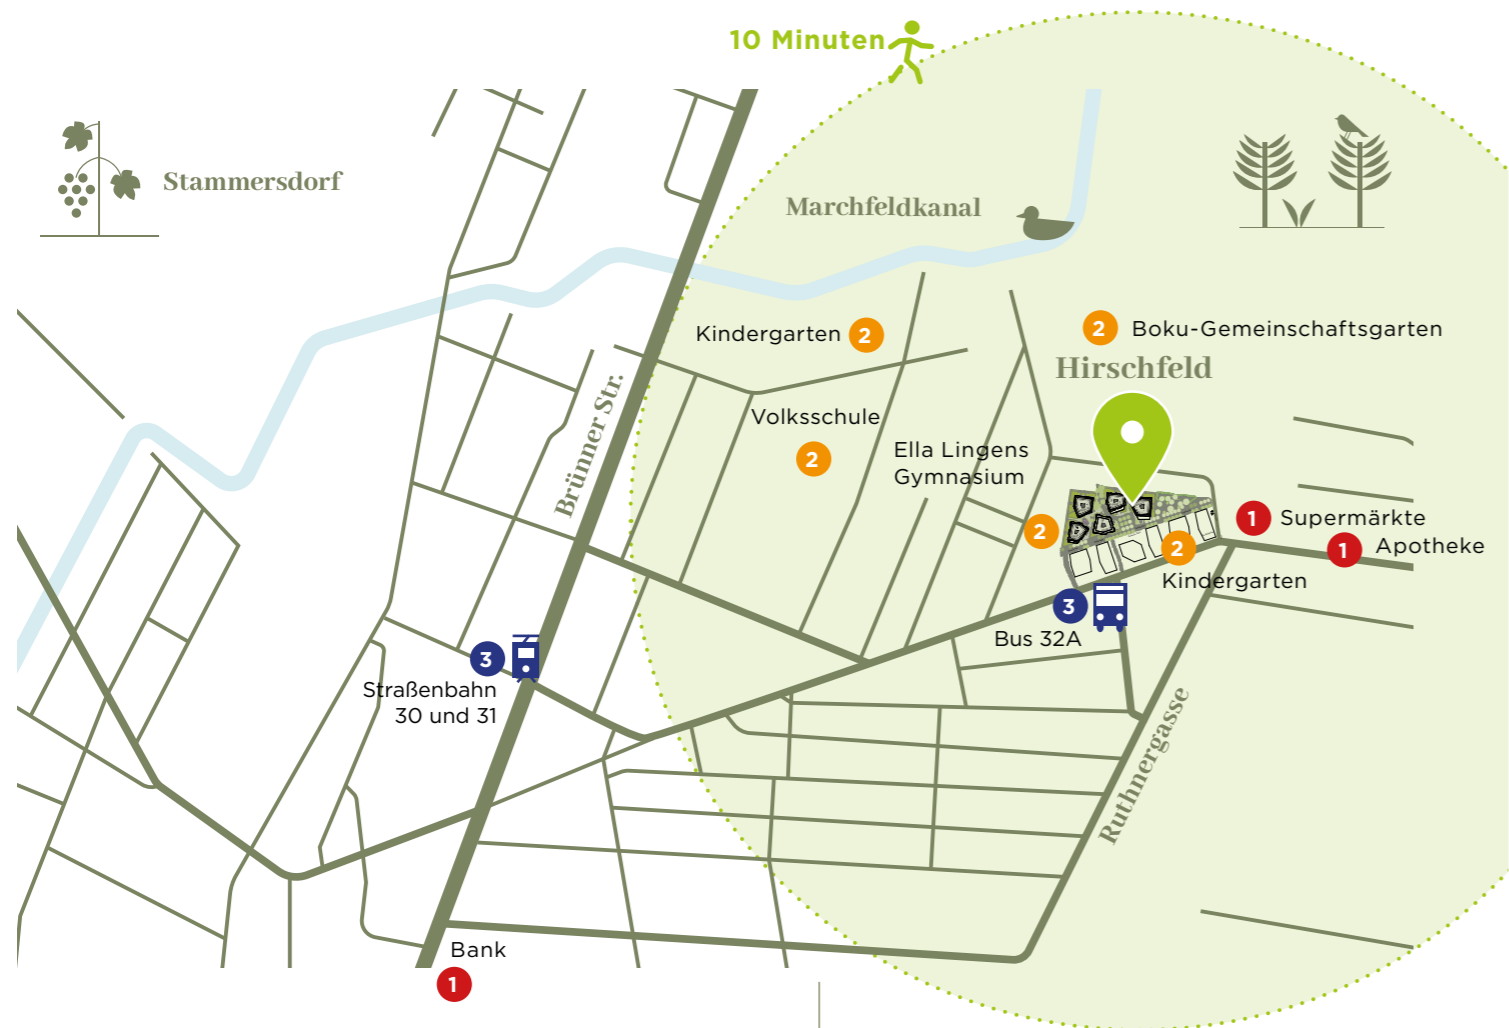 10 Minuten
Stammersdorf
Marchfeldkanal
Kindergarten 2
2 Boku-Gemeinschaftsgarten
Hirschfeld
Brünner Str.
Volksschule
2
Ella Lingens
Gymnasium
2
1 Supermärkte
1 Apotheke
2
Kindergarten
3
Bus 32A
3
Straßenbahn
30 und 31
Ruthnergasse
Bank
1